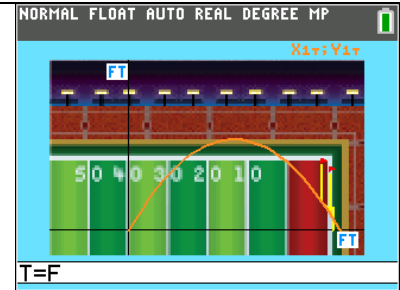 NORMAL FLOAT AUTO REAL DEGREE MP
X1T;Y1T
FT
50 40 30 20 10
FT
T=F